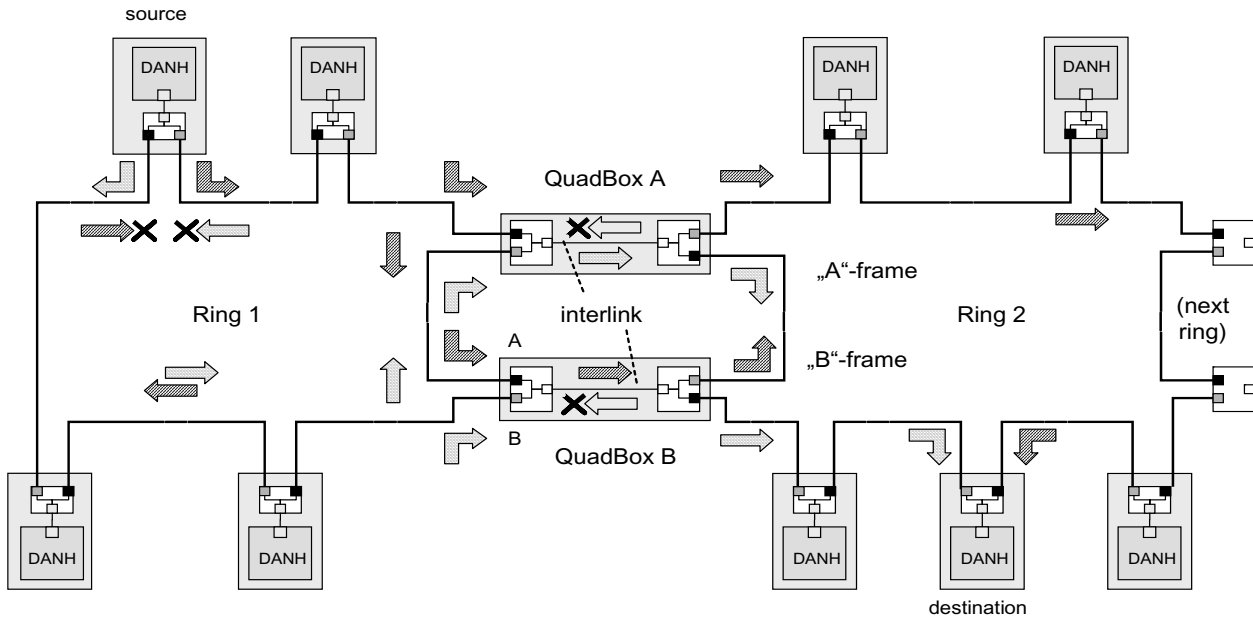 source
DANH
DANH
DANH
DANH
QuadBox A
„A“-frame
Ring 1
interlink
Ring 2
(next
ring)
A
„B“-frame
B
QuadBox B
DANH
DANH
DANH
DANH
DANH
destination